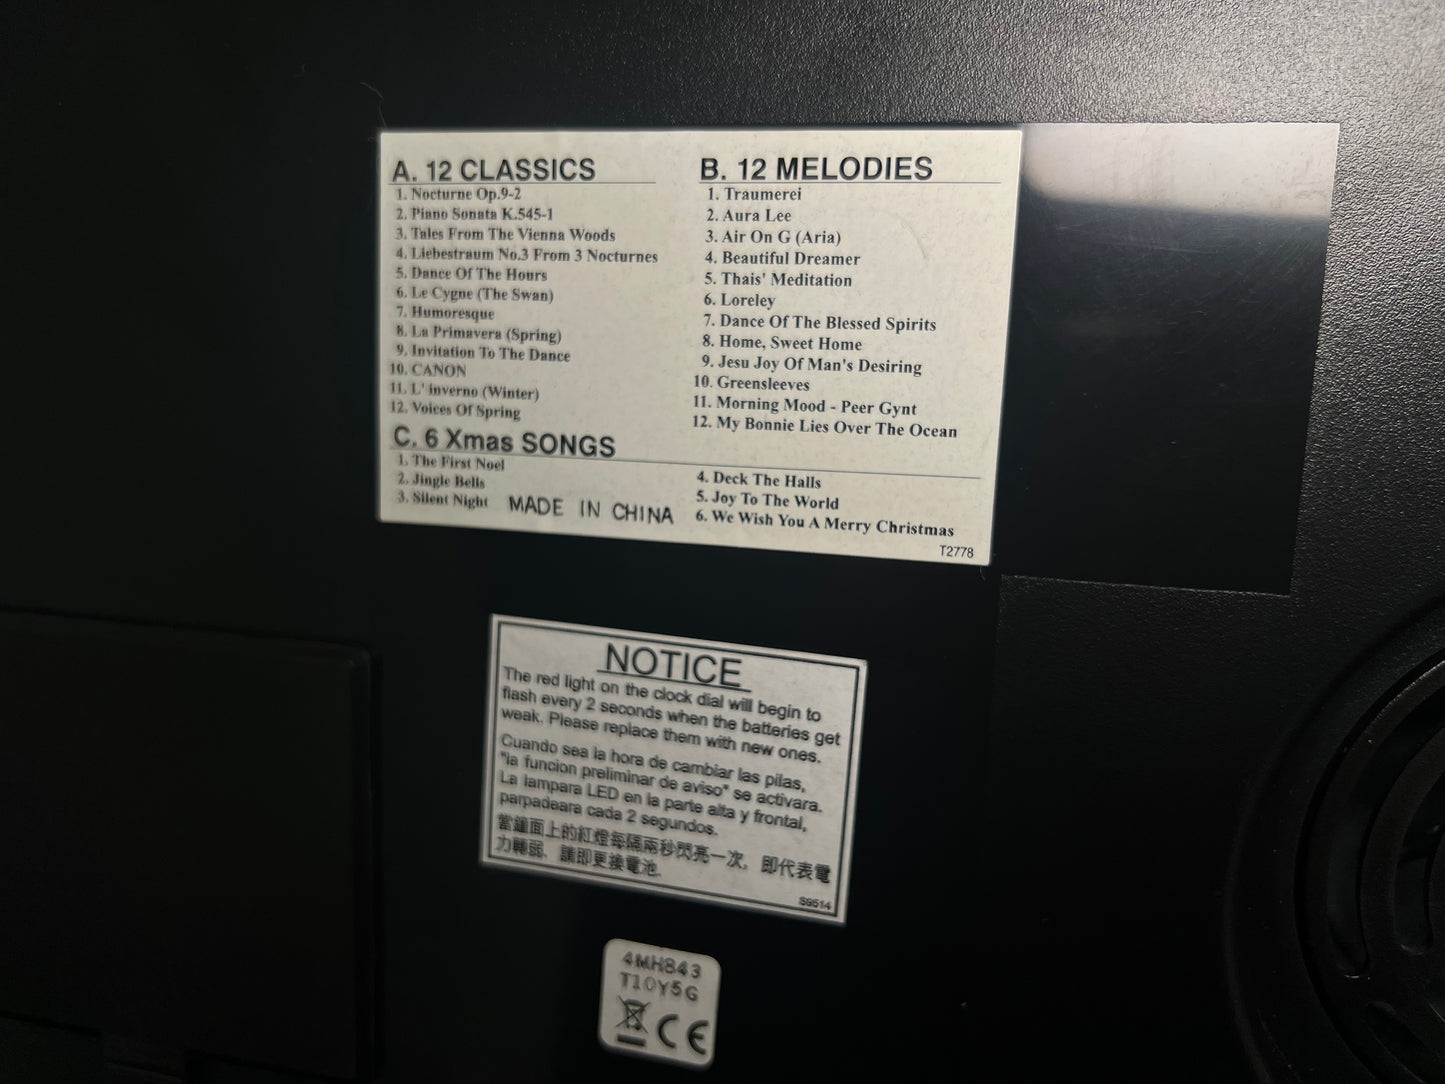 A. 12 CLASSICS
1. Nocturne Op.9-2
2. Piano Sonata K.545-1
3. Tales From The Vienna Woods
4. Liebestraum No.3 From 3 Nocturnes
5. Dance Of The Hours
6. Le Cygne (The Swan)
7. Humoresque
8. La Primavera (Spring)
9. Invitation To The Dance
10. CANON
11. L' inverno (Winter)
12. Voices Of Spring
B. 12 MELODIES
1. Traumerei
2. Aura Lee
3. Air On G (Aria)
4. Beautiful Dreamer
5. Thais' Meditation
6. Loreley
7. Dance Of The Blessed Spirits
8. Home, Sweet Home
9. Jesu Joy Of Man's Desiring
10. Greensleeves
11. Morning Mood - Peer Gynt
12. My Bonnie Lies Over The Ocean
C. 6 Xmas SONGS
1. The First Noel
2. Jingle Bells
3. Silent Night
4. Deck The Halls
5. Joy To The World
6. We Wish You A Merry Christmas
MADE IN CHINA
T2778
NOTICE
The red light on the clock dial will begin to
flash every 2 seconds when the batteries get
weak. Please replace them with new ones.
Cuando sea la hora de cambiar las pilas,
"la funcion preliminar de aviso" se activara.
La lampara LED en la parte alta y frontal,
parpadeara cada 2 segundos.
當鐘面上的紅燈每隔兩秒閃亮一次, 即代表電
力轉弱, 請即更換電池.
S9514
4MH843
T10Y5G
CE